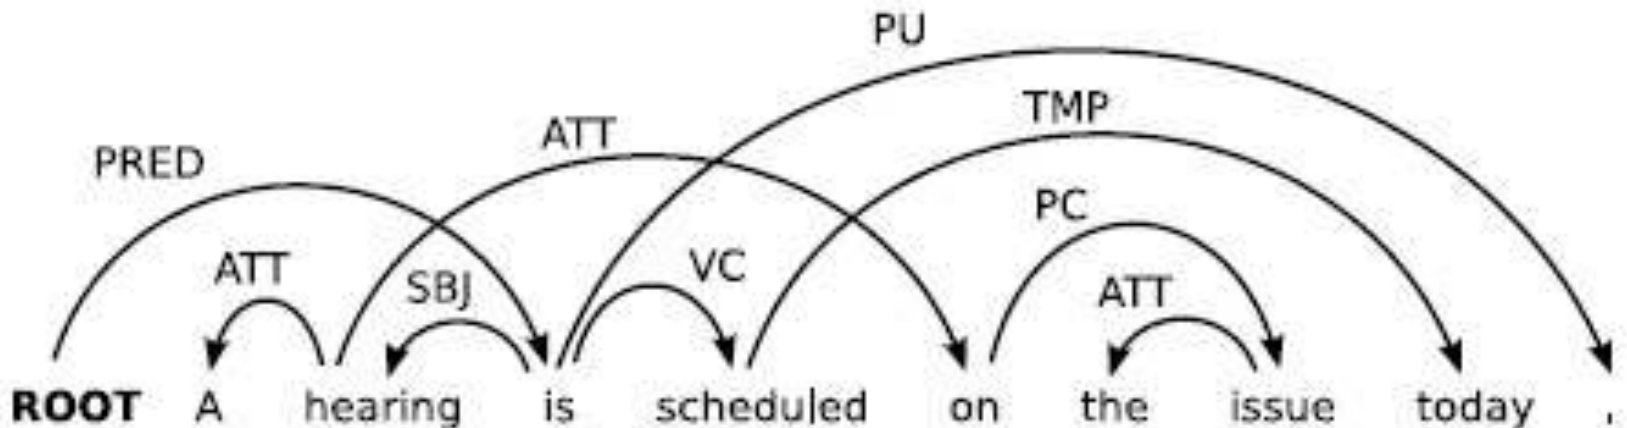 PU
TMP
ATT
PRED
PC
ATT
SBJ
VC
ATT
ROOT A hearing is scheduled on the issue today .